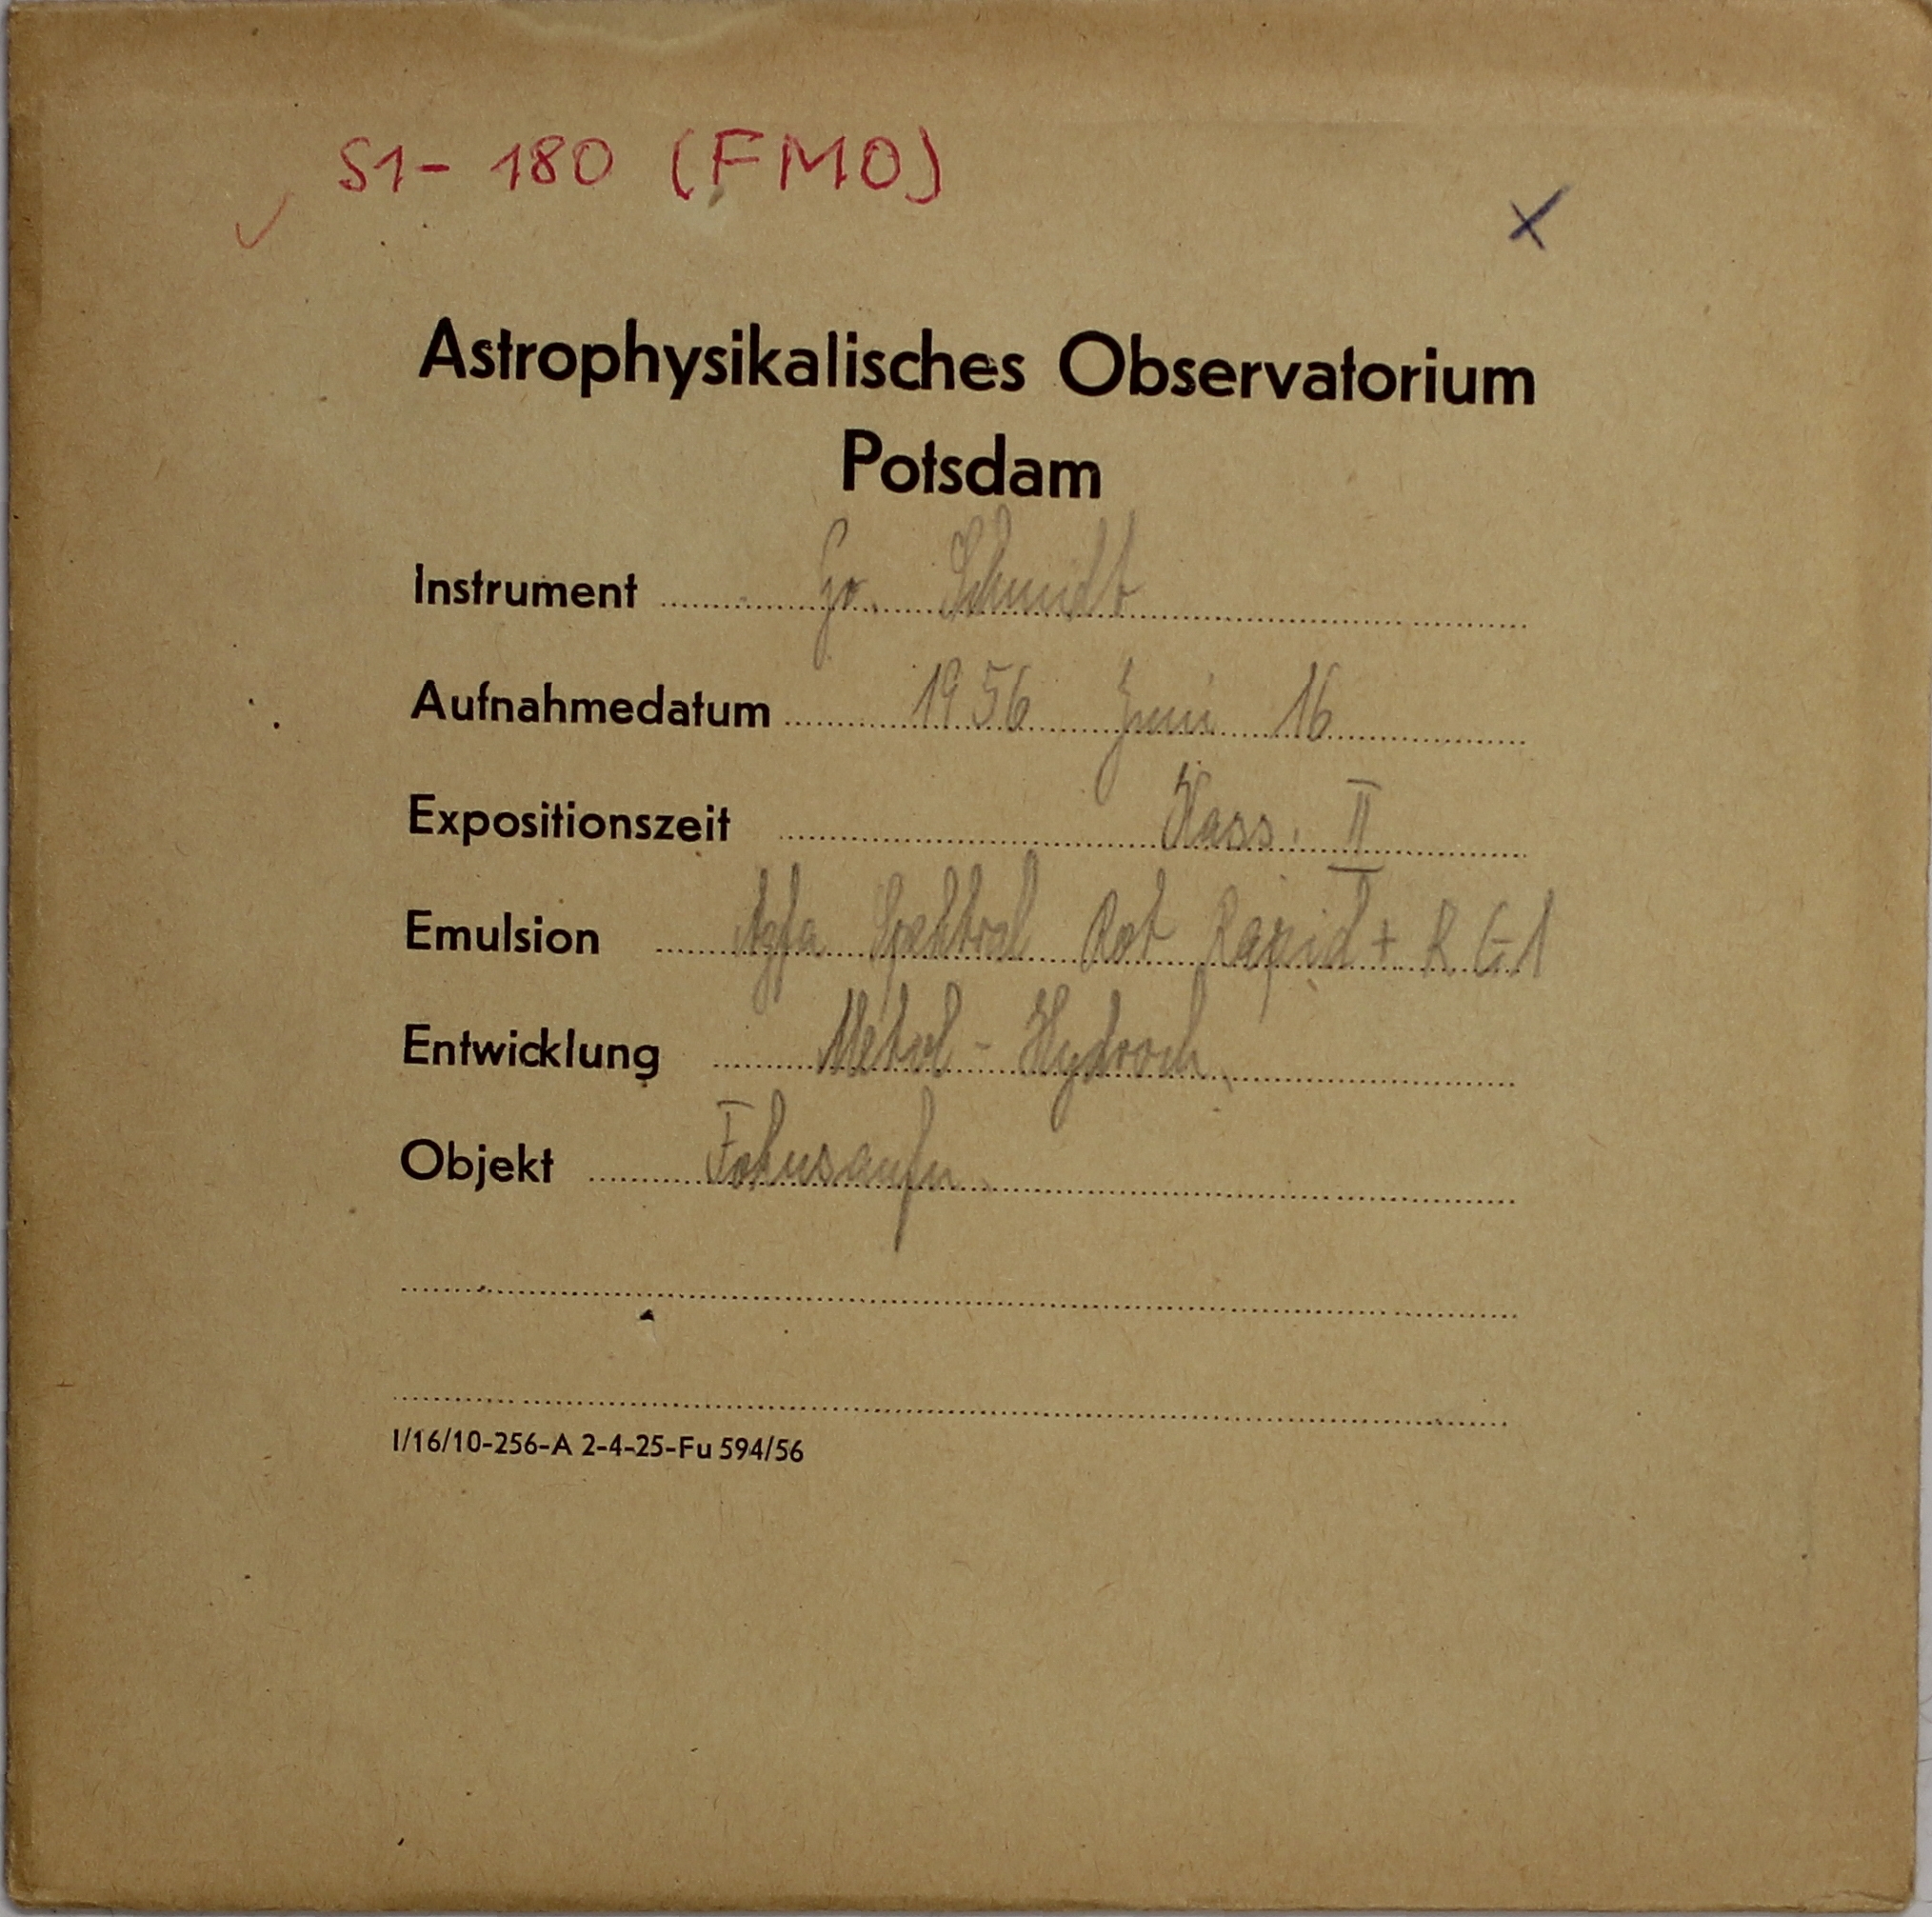 S1- 180 (FMO)
Astrophysikalisches Observatorium
Potsdam
Instrument Gr. Schmidt
Aufnahmedatum 1956 Juni 16
Expositionszeit Kass. II
Emulsion Agfa Spektral Rot Rapid + RG1
Entwicklung Metol - Hydroch.
Objekt Fokusaufn.
I/16/10-256-A 2-4-25-Fu 594/56